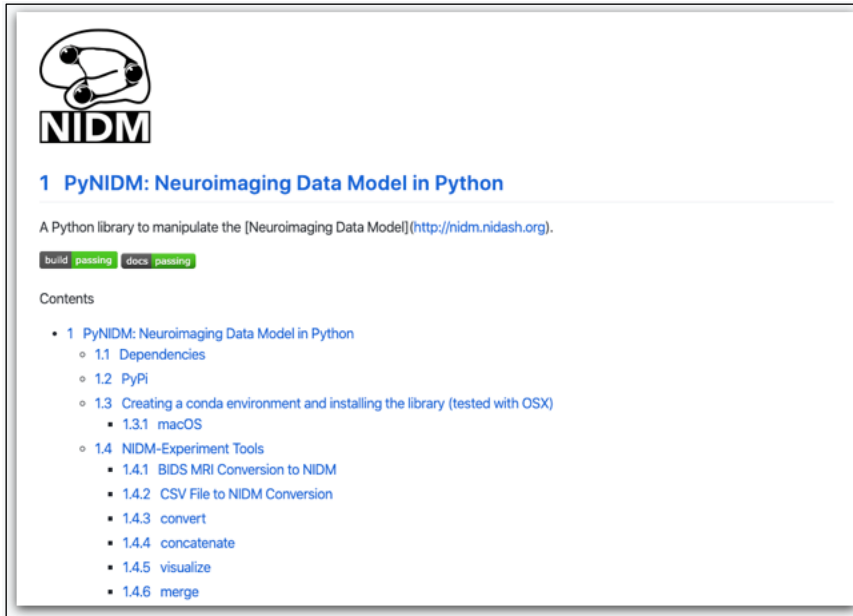 NIDM
1 PyNIDM: Neuroimaging Data Model in Python
A Python library to manipulate the [Neuroimaging Data Model](http://nidm.nidash.org).
build passing docs passing
Contents
• 1 PyNIDM: Neuroimaging Data Model in Python
◦ 1.1 Dependencies
◦ 1.2 PyPi
◦ 1.3 Creating a conda environment and installing the library (tested with OSX)
▪ 1.3.1 macOS
◦ 1.4 NIDM-Experiment Tools
▪ 1.4.1 BIDS MRI Conversion to NIDM
▪ 1.4.2 CSV File to NIDM Conversion
▪ 1.4.3 convert
▪ 1.4.4 concatenate
▪ 1.4.5 visualize
▪ 1.4.6 merge